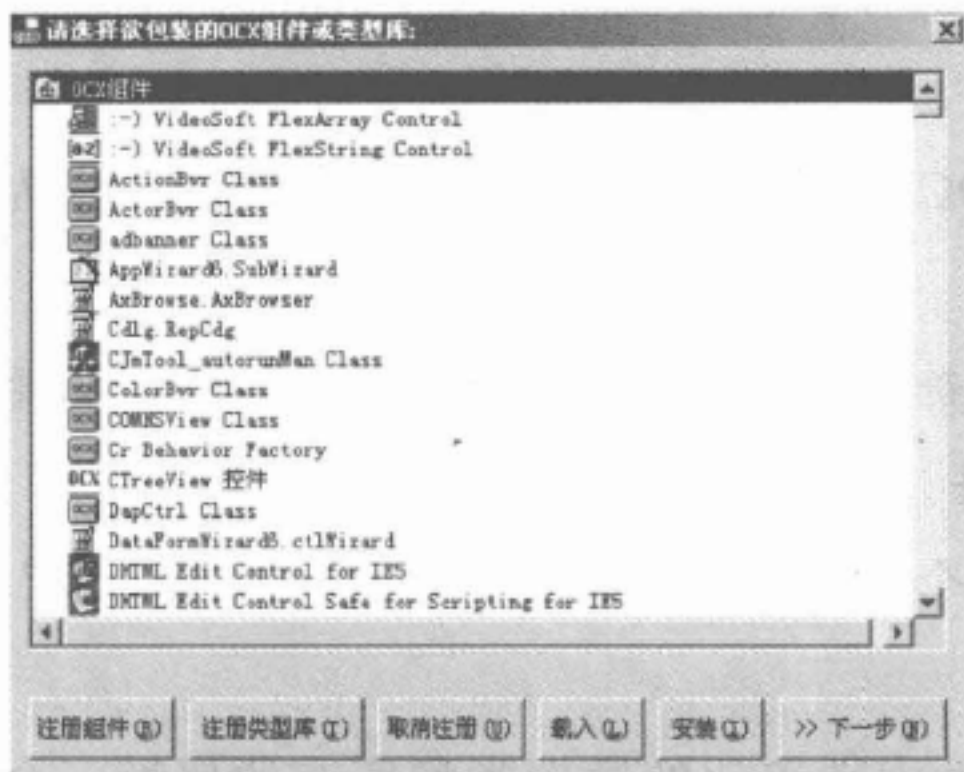 请选择欲包装的OCX组件或类型库:
OCX组件
:-) VideoSoft FlexArray Control
:-) VideoSoft FlexString Control
ActionBvr Class
ActorBvr Class
adbanner Class
AppWizard6.SubWizard
AxBrowse.AxBrowser
Cdlg.RepCdg
CJmTool_autorunMan Class
ColorBvr Class
COMNSView Class
Cr Behavior Factory
OCX CTreeView 控件
DapCtrl Class
DataFormWizard6.ctlWizard
DHTML Edit Control for IE5
DHTML Edit Control Safe for Scripting for IE5
注册组件(R) 注册类型库(T) 取消注册(U) 载入(L) 安装(I) >> 下一步(N)